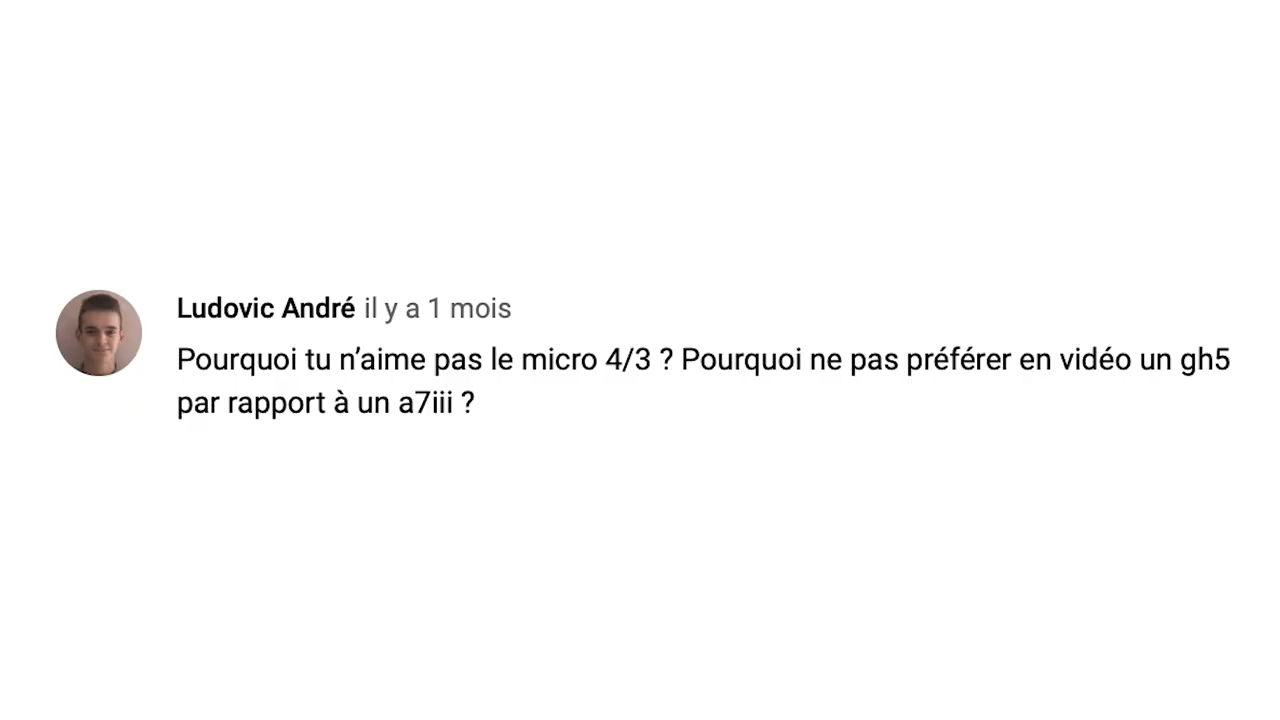 Ludovic André il y a 1 mois
Pourquoi tu n’aime pas le micro 4/3 ? Pourquoi ne pas préférer en vidéo un gh5
par rapport à un a7iii ?